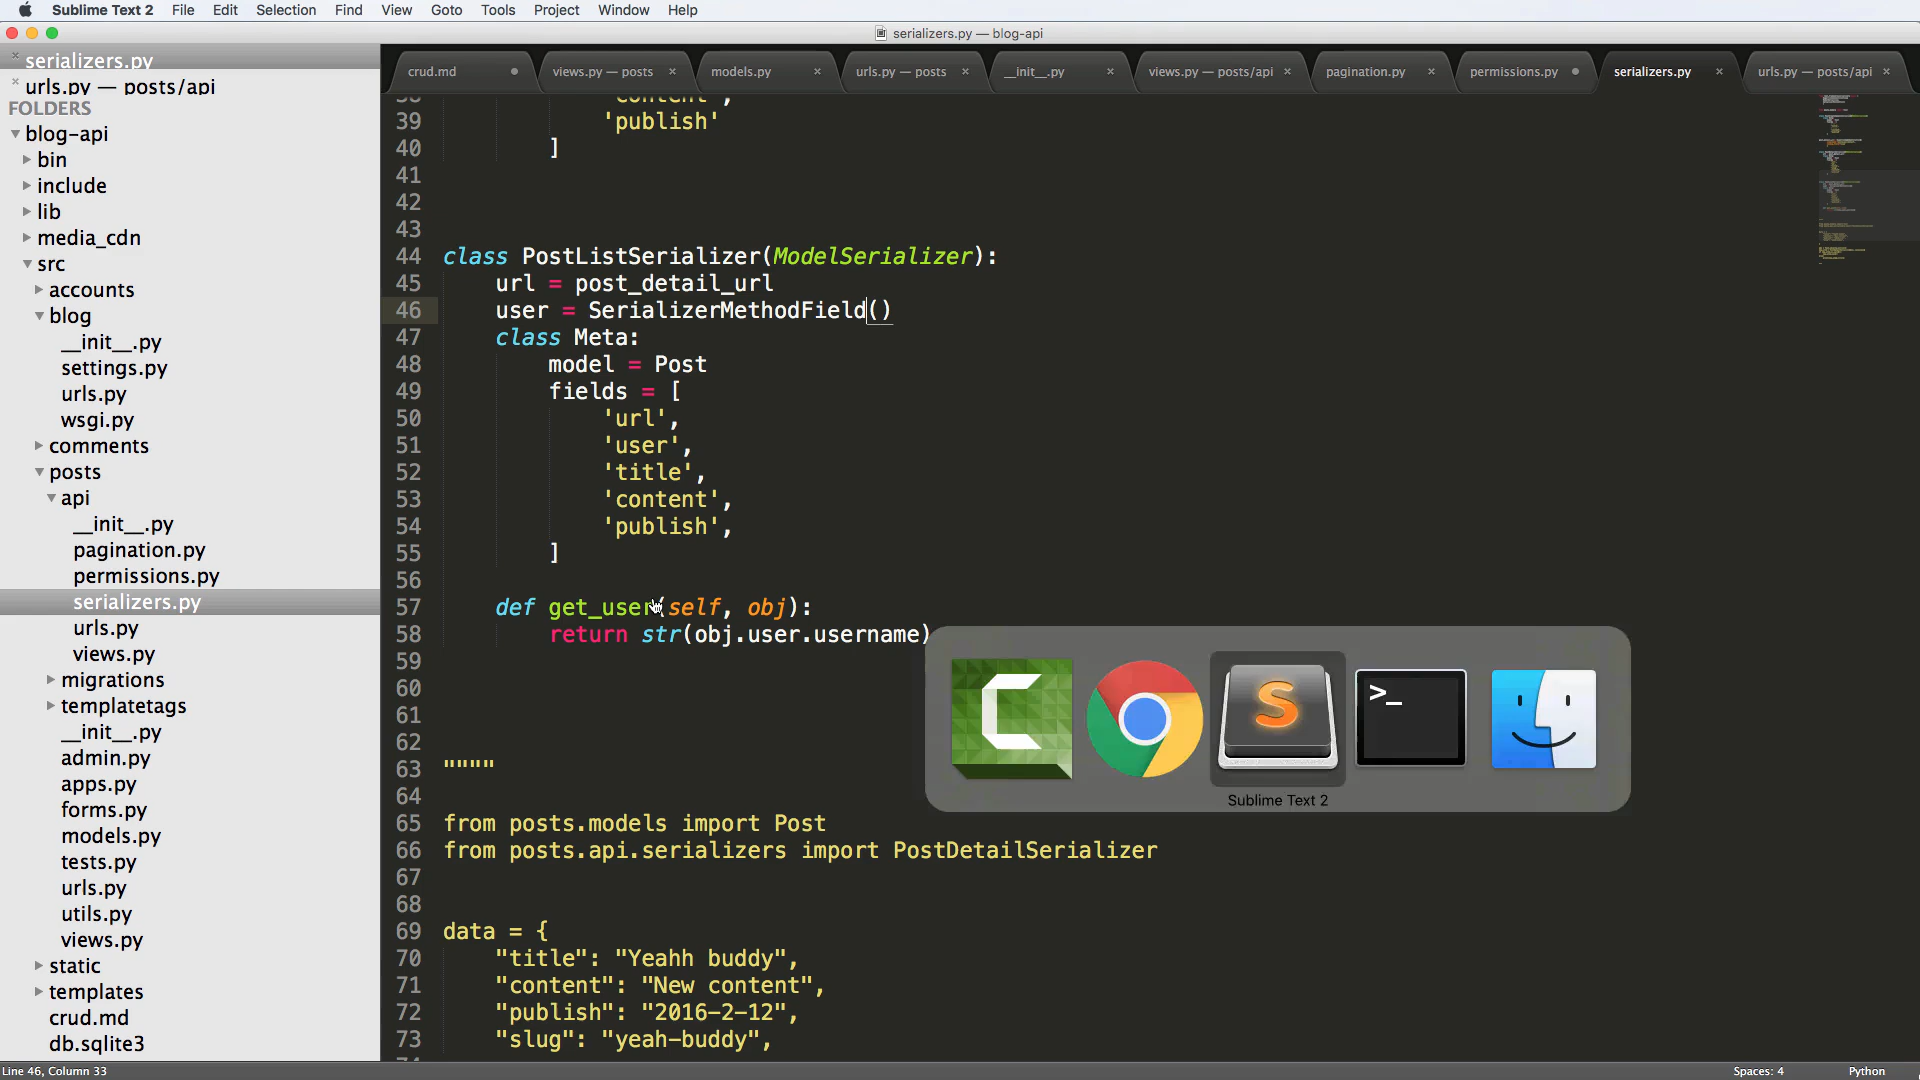 Sublime Text 2 File Edit Selection Find View Goto Tools Project Window Help
serializers.py — blog-api
serializers.py
urls.py — posts/api
FOLDERS
blog-api
bin
include
lib
media_cdn
src
accounts
blog
__init__.py
settings.py
urls.py
wsgi.py
comments
posts
api
__init__.py
pagination.py
permissions.py
serializers.py
urls.py
views.py
migrations
templatetags
__init__.py
admin.py
apps.py
forms.py
models.py
tests.py
urls.py
utils.py
views.py
static
templates
crud.md
db.sqlite3
crud.md views.py — posts models.py urls.py — posts __init__.py views.py — posts/api pagination.py permissions.py serializers.py urls.py — posts/api
38 'content',
39 'publish'
40 ]
41
42
43
44 class PostListSerializer(ModelSerializer):
45 url = post_detail_url
46 user = SerializerMethodField()
47 class Meta:
48 model = Post
49 fields = [
50 'url',
51 'user',
52 'title',
53 'content',
54 'publish',
55 ]
56
57 def get_user(self, obj):
58 return str(obj.user.username)
59
60
61
62
63 """"
64
65 from posts.models import Post
66 from posts.api.serializers import PostDetailSerializer
67
68
69 data = {
70 "title": "Yeahh buddy",
71 "content": "New content",
72 "publish": "2016-2-12",
73 "slug": "yeah-buddy",
>_
Sublime Text 2
Line 46, Column 33
Spaces: 4 Python